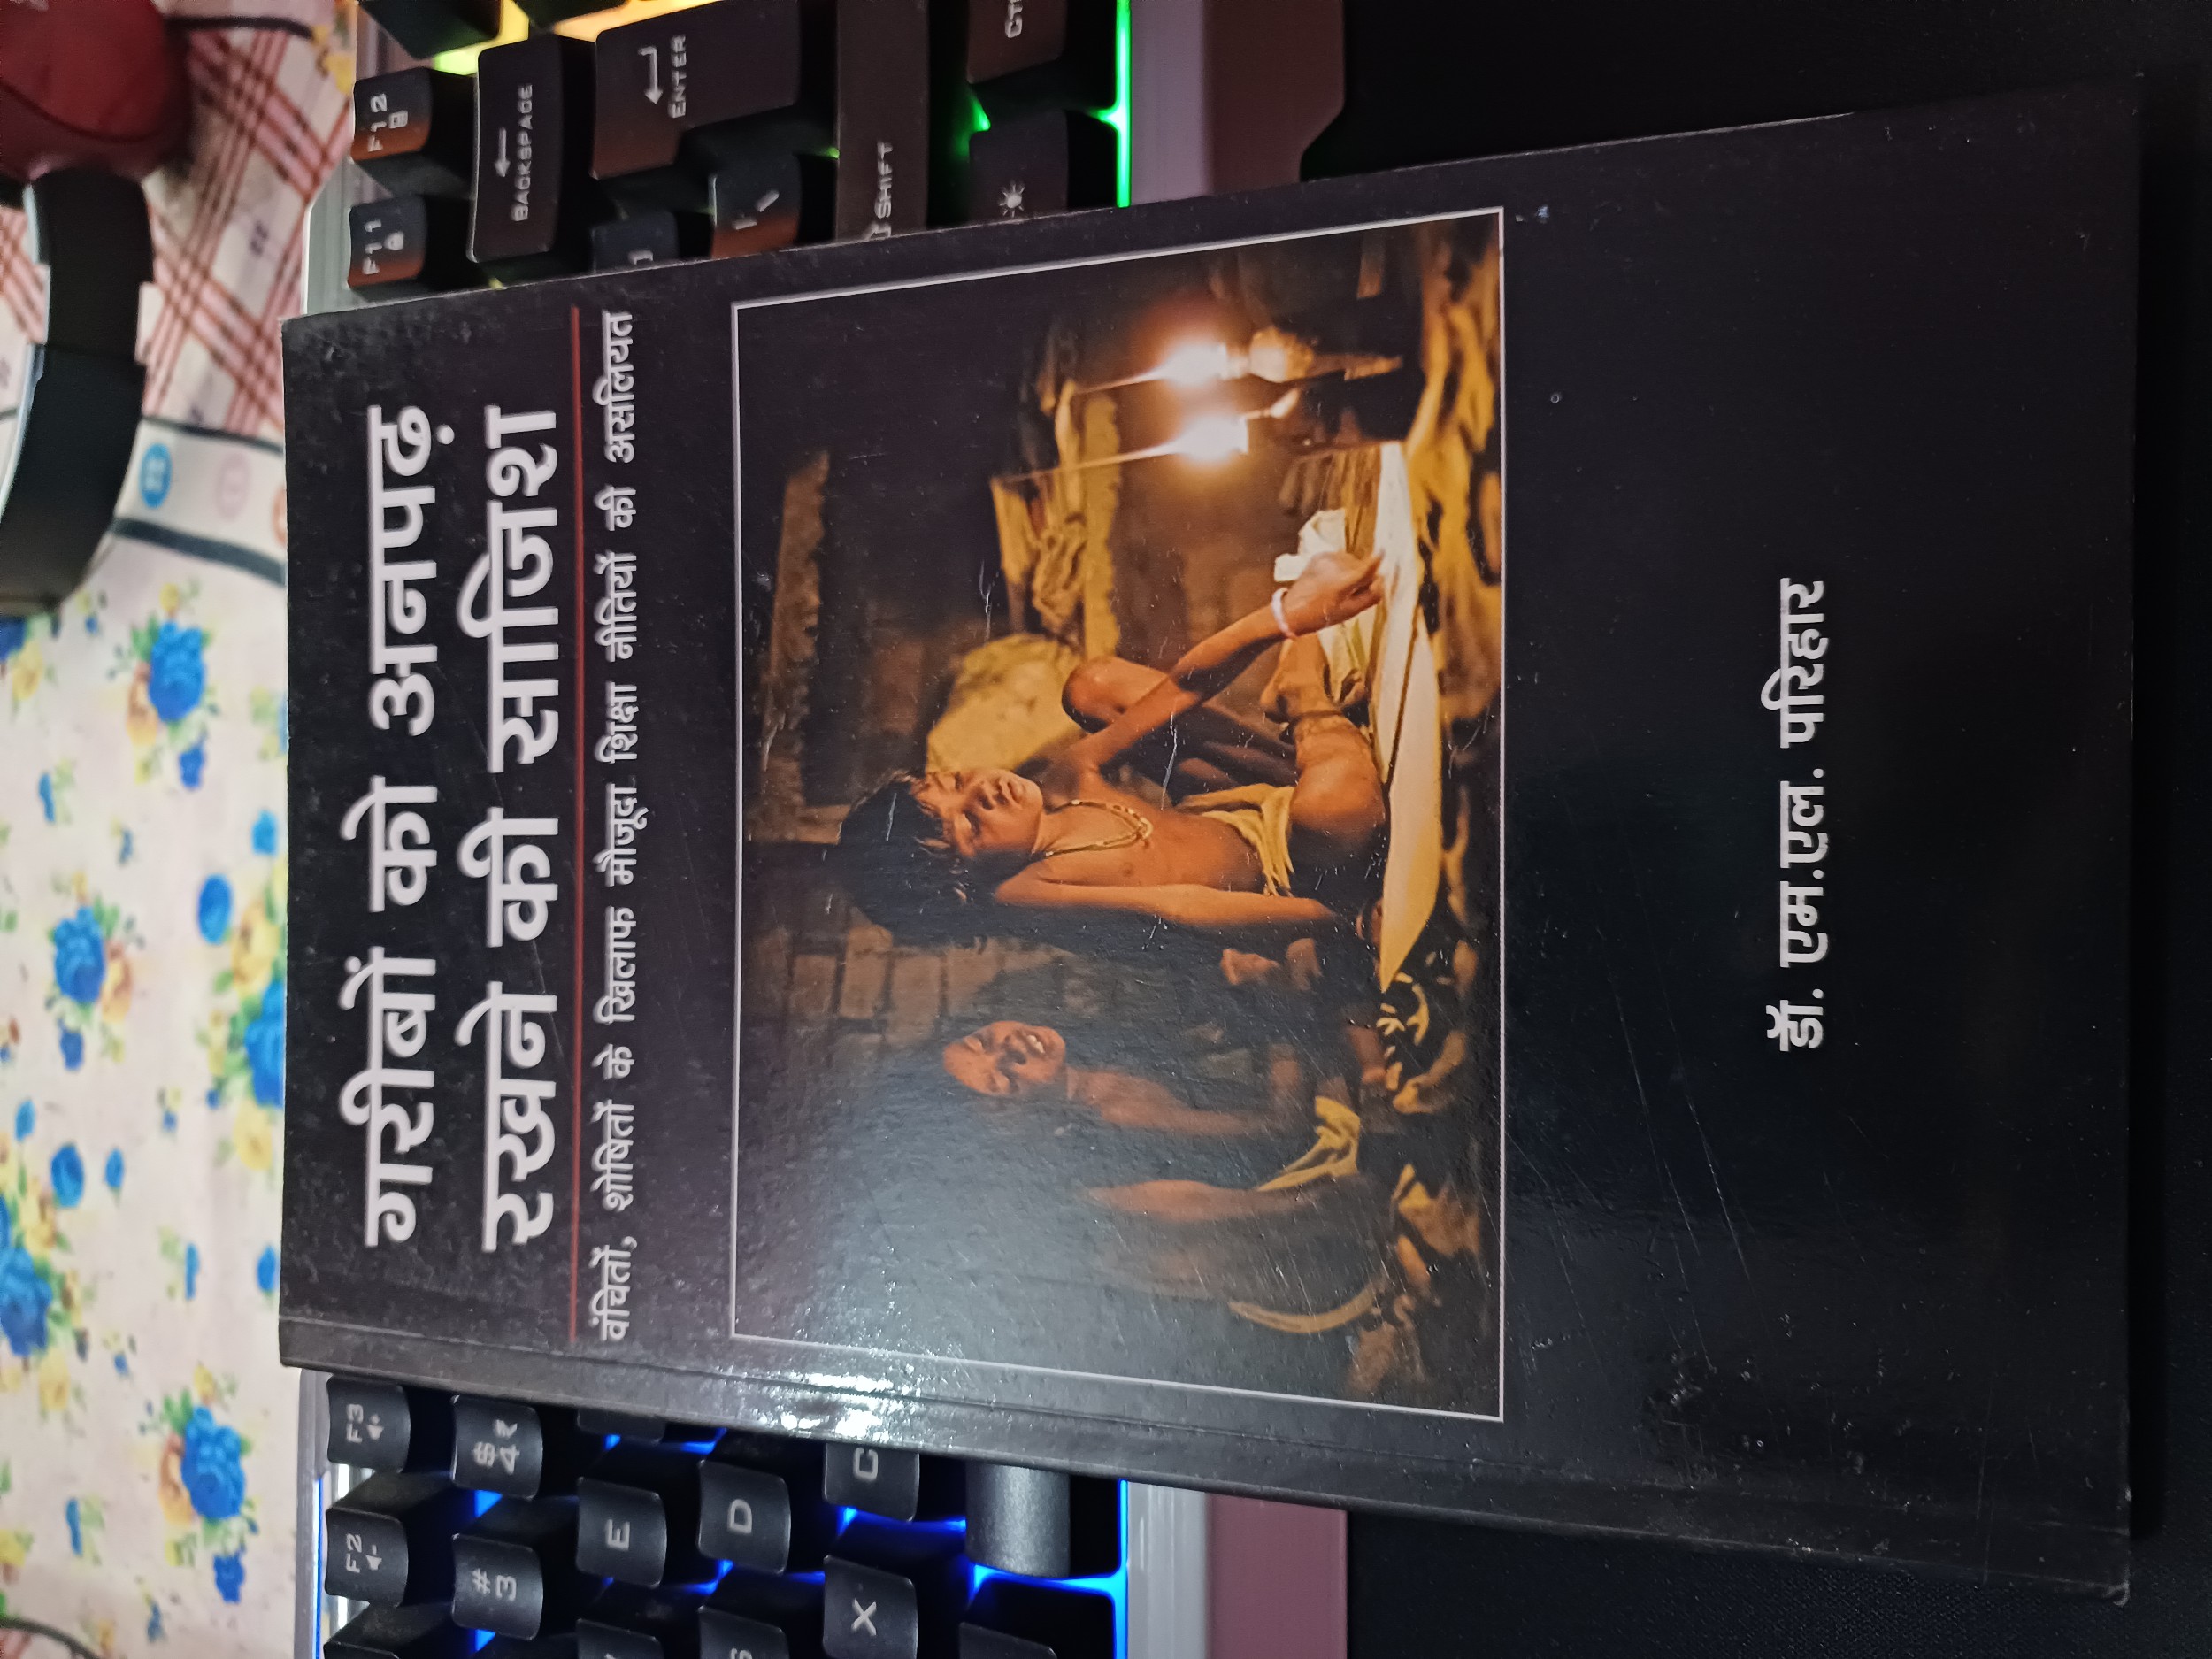 गरीबों को अनपढ़
रखने की साजिश
वंचितों, शोषितों के खिलाफ मौजूदा शिक्षा नीतियों की असलियत
डॉ. एम.एल. परिहार
F2
F3
F11
F12
#
3
$
4 ₹
BACKSPACE
E
ENTER
D
X
C
SHIFT